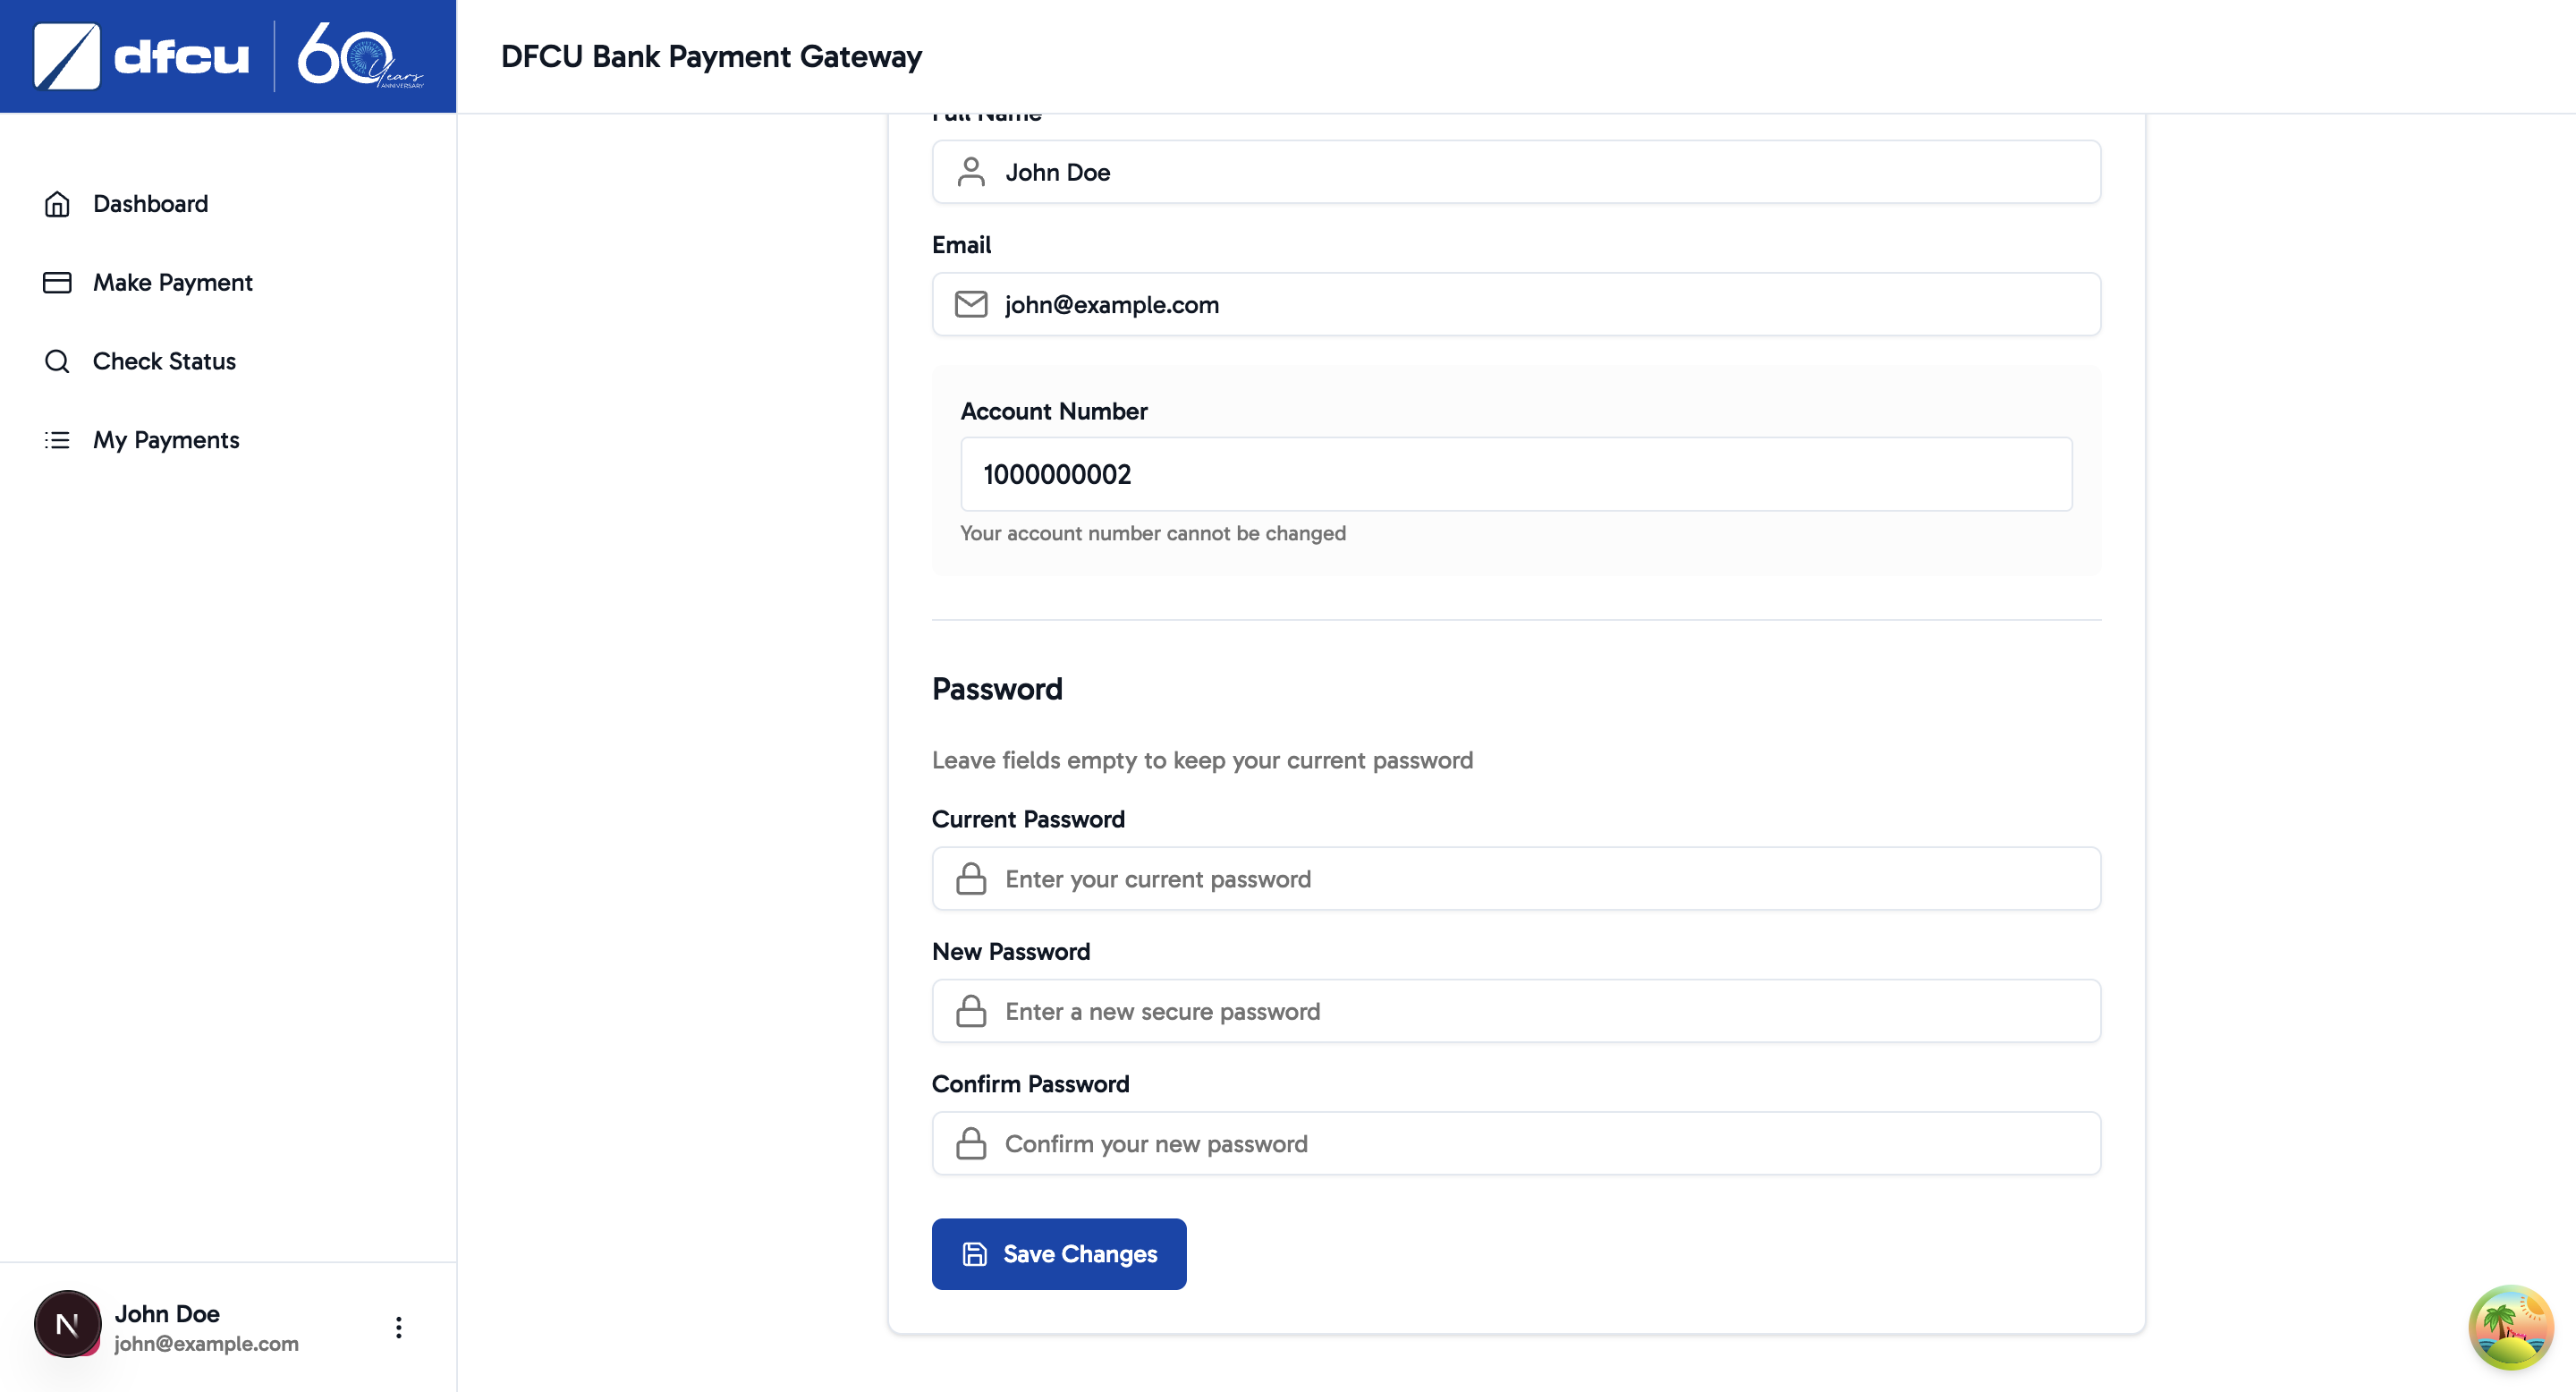 dfcu
60
Years
ANNIVERSARY
DFCU Bank Payment Gateway
Dashboard
Make Payment
Check Status
My Payments
Full Name
John Doe
Email
john@example.com
Account Number
1000000002
Your account number cannot be changed
Password
Leave fields empty to keep your current password
Current Password
Enter your current password
New Password
Enter a new secure password
Confirm Password
Confirm your new password
Save Changes
N
John Doe
john@example.com